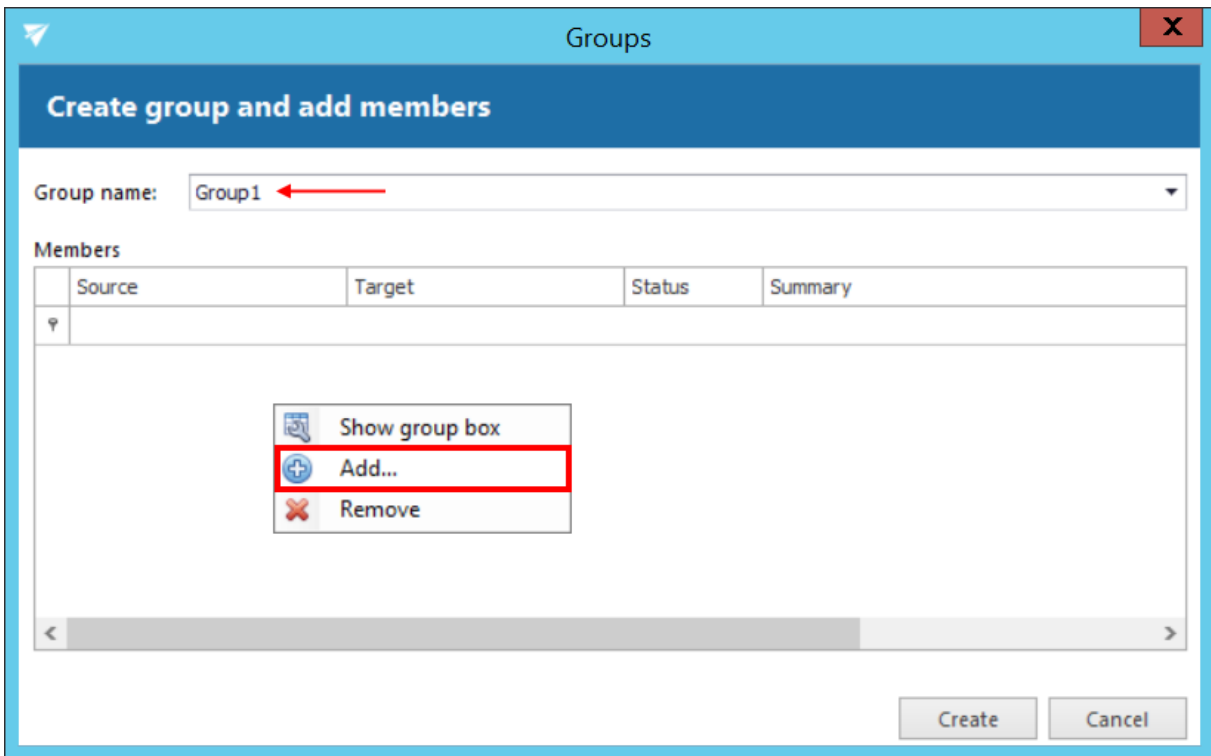 Groups
X
Create group and add members
Group name: Group1
Members
Source Target Status Summary
Show group box
Add...
Remove
Create Cancel